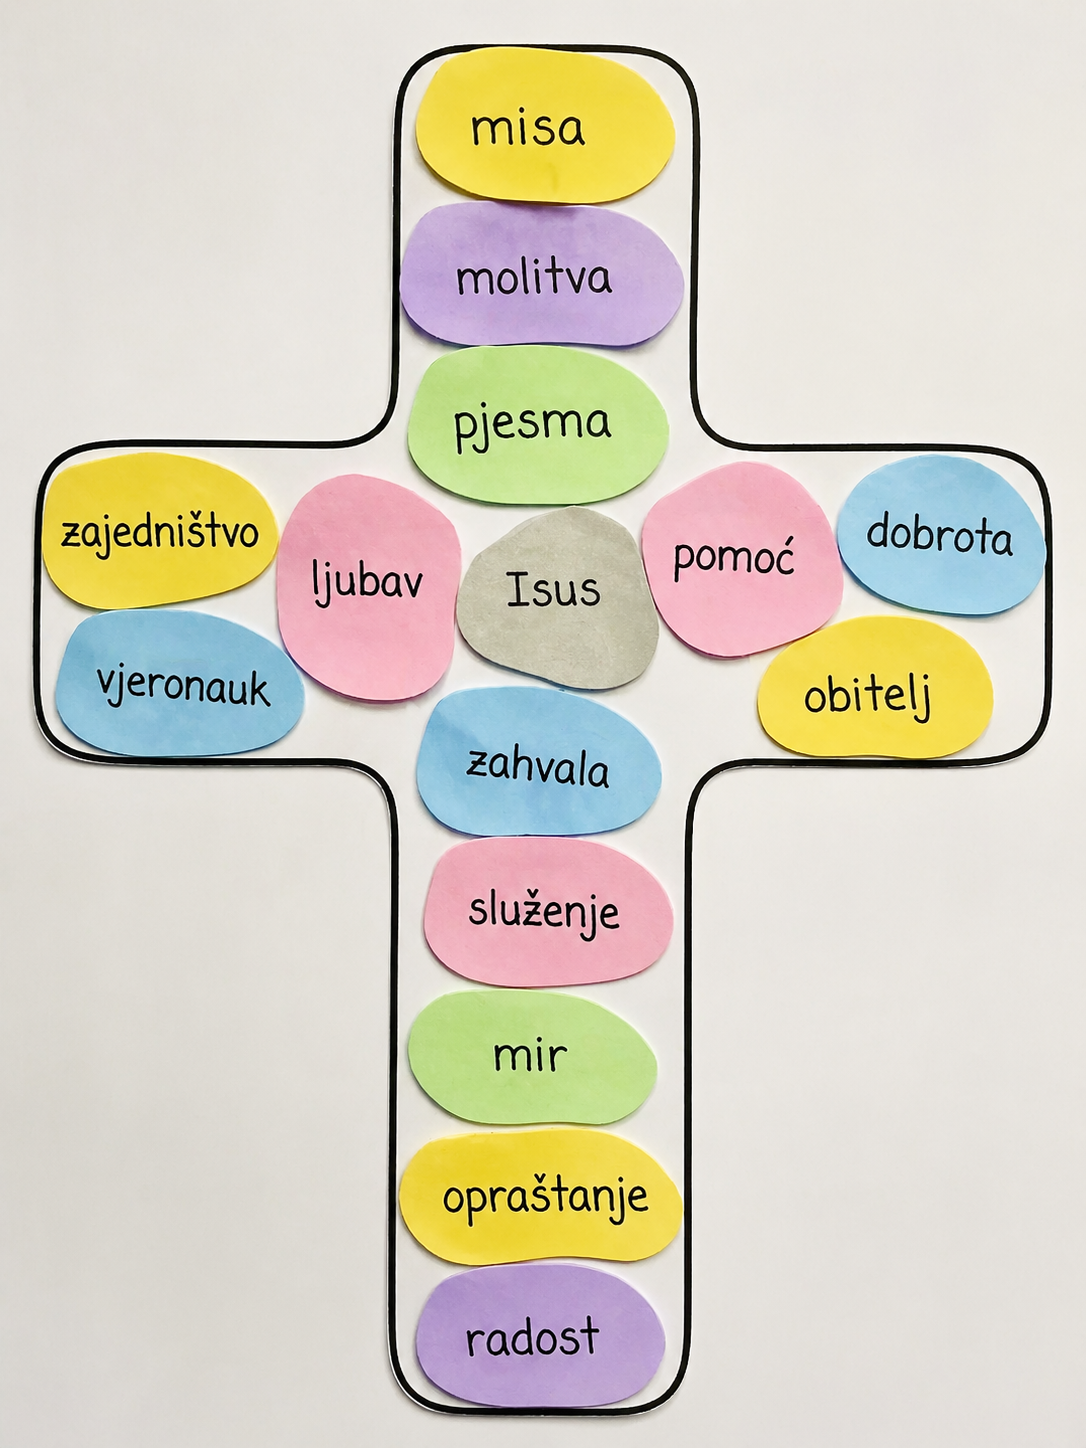 misa
molitva
pjesma
zajedništvo
ljubav
Isus
pomoć
dobrota
vjeronauk
obitelj
zahvala
služenje
mir
opraštanje
radost